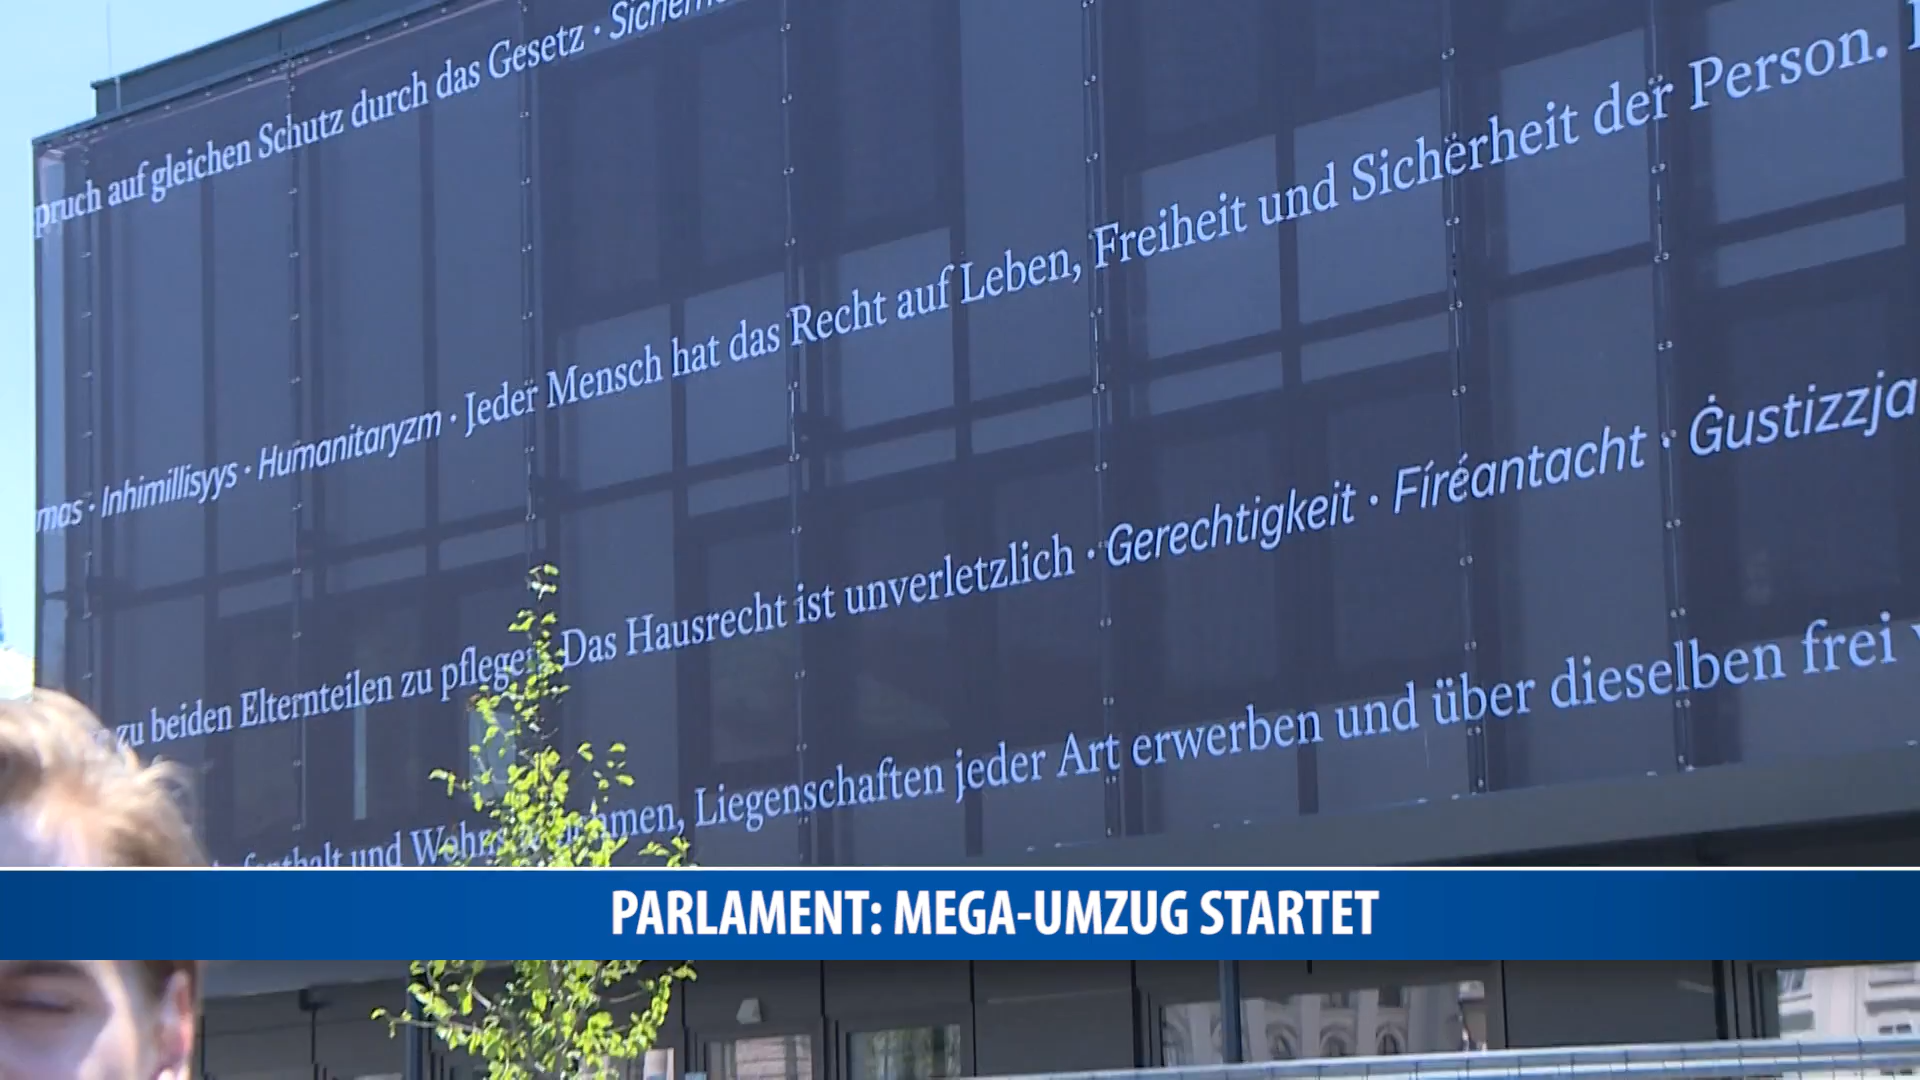 pruch auf gleichen Schutz durch das Gesetz ·
mas · Inhimillisyys · Humanitaryzm · Jeder Mensch hat das Recht auf Leben, Freiheit und Sicherheit der Person.
zu beiden Elternteilen zu pflegen. Das Hausrecht ist unverletzlich · Gerechtigkeit · Fíréantacht · Ġustizzja
und men, Liegenschaften jeder Art erwerben und über dieselben frei
PARLAMENT: MEGA-UMZUG STARTET